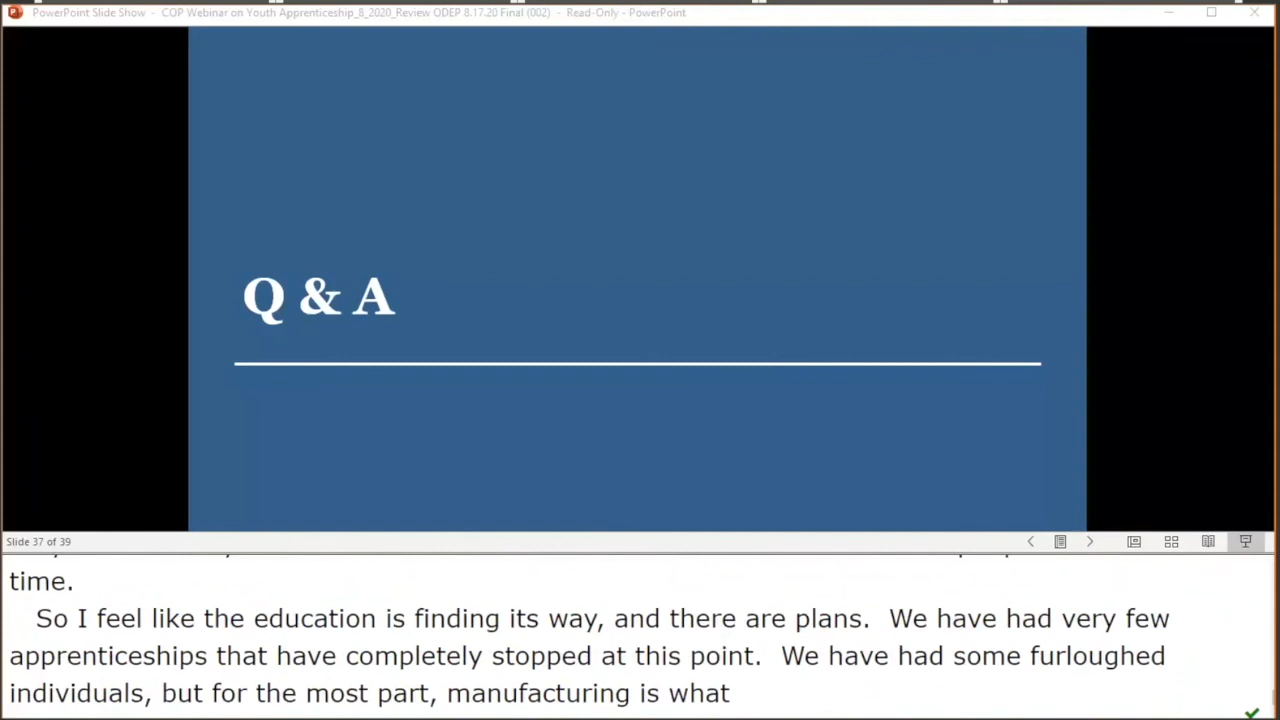 PowerPoint Slide Show - COP Webinar on Youth Apprenticeship_8_2020_Review ODEP 8.17.20 Final (002) - Read-Only - PowerPoint
Q & A
Slide 37 of 39
time.
So I feel like the education is finding its way, and there are plans. We have had very few
apprenticeships that have completely stopped at this point. We have had some furloughed
individuals, but for the most part, manufacturing is what